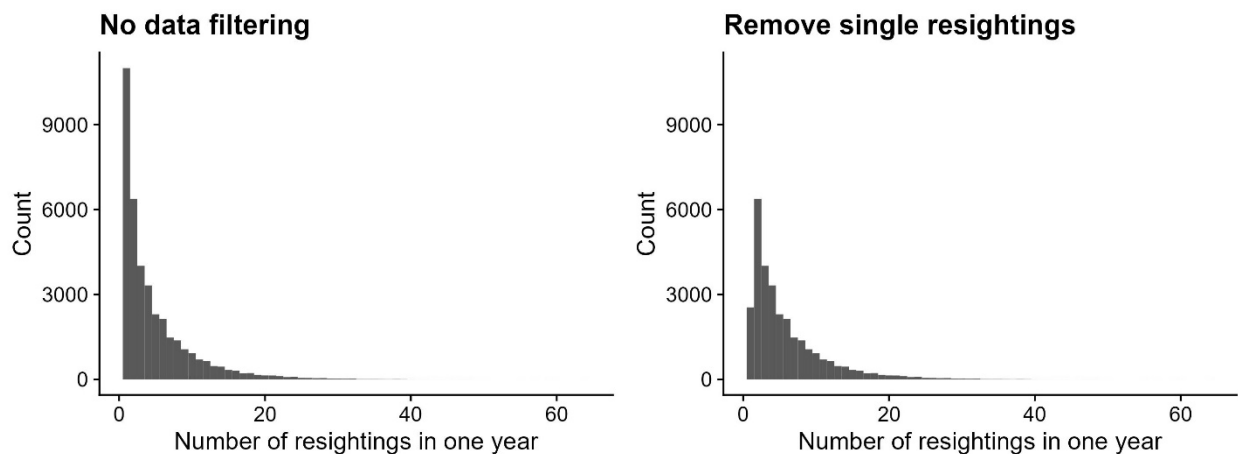 No data filtering
9000
6000
3000
0
Count
0 20 40 60
Number of resightings in one year
Remove single resightings
9000
6000
3000
0
Count
0 20 40 60
Number of resightings in one year